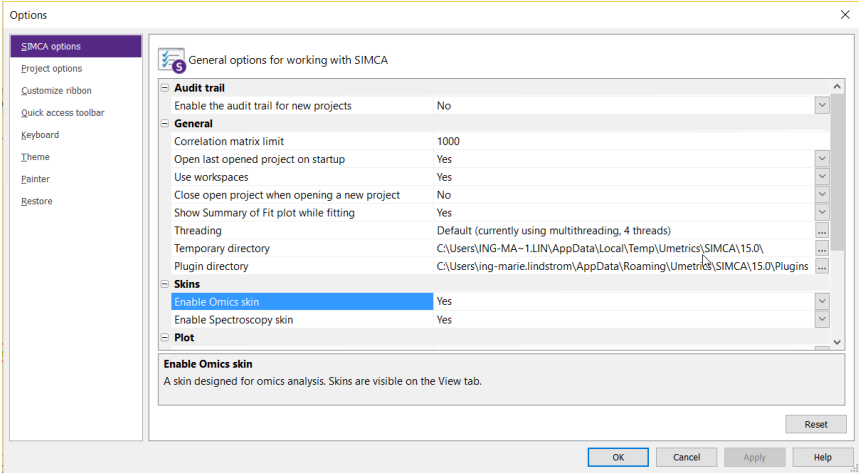 Options
SIMCA options
Project options
Customize ribbon
Quick access toolbar
Keyboard
Theme
Painter
Restore
General options for working with SIMCA
Audit trail
Enable the audit trail for new projects No
General
Correlation matrix limit 1000
Open last opened project on startup Yes
Use workspaces Yes
Close open project when opening a new project No
Show Summary of Fit plot while fitting Yes
Threading Default (currently using multithreading, 4 threads)
Temporary directory C:\Users\ING-MA~1.LIN\AppData\Local\Temp\Umetrics\SIMCA\15.0\
Plugin directory C:\Users\ing-marie.lindstrom\AppData\Roaming\Umetrics\SIMCA\15.0\Plugins
Skins
Enable Omics skin Yes
Enable Spectroscopy skin Yes
Plot
Enable Omics skin
A skin designed for omics analysis. Skins are visible on the View tab.
Reset
OK Cancel Apply Help